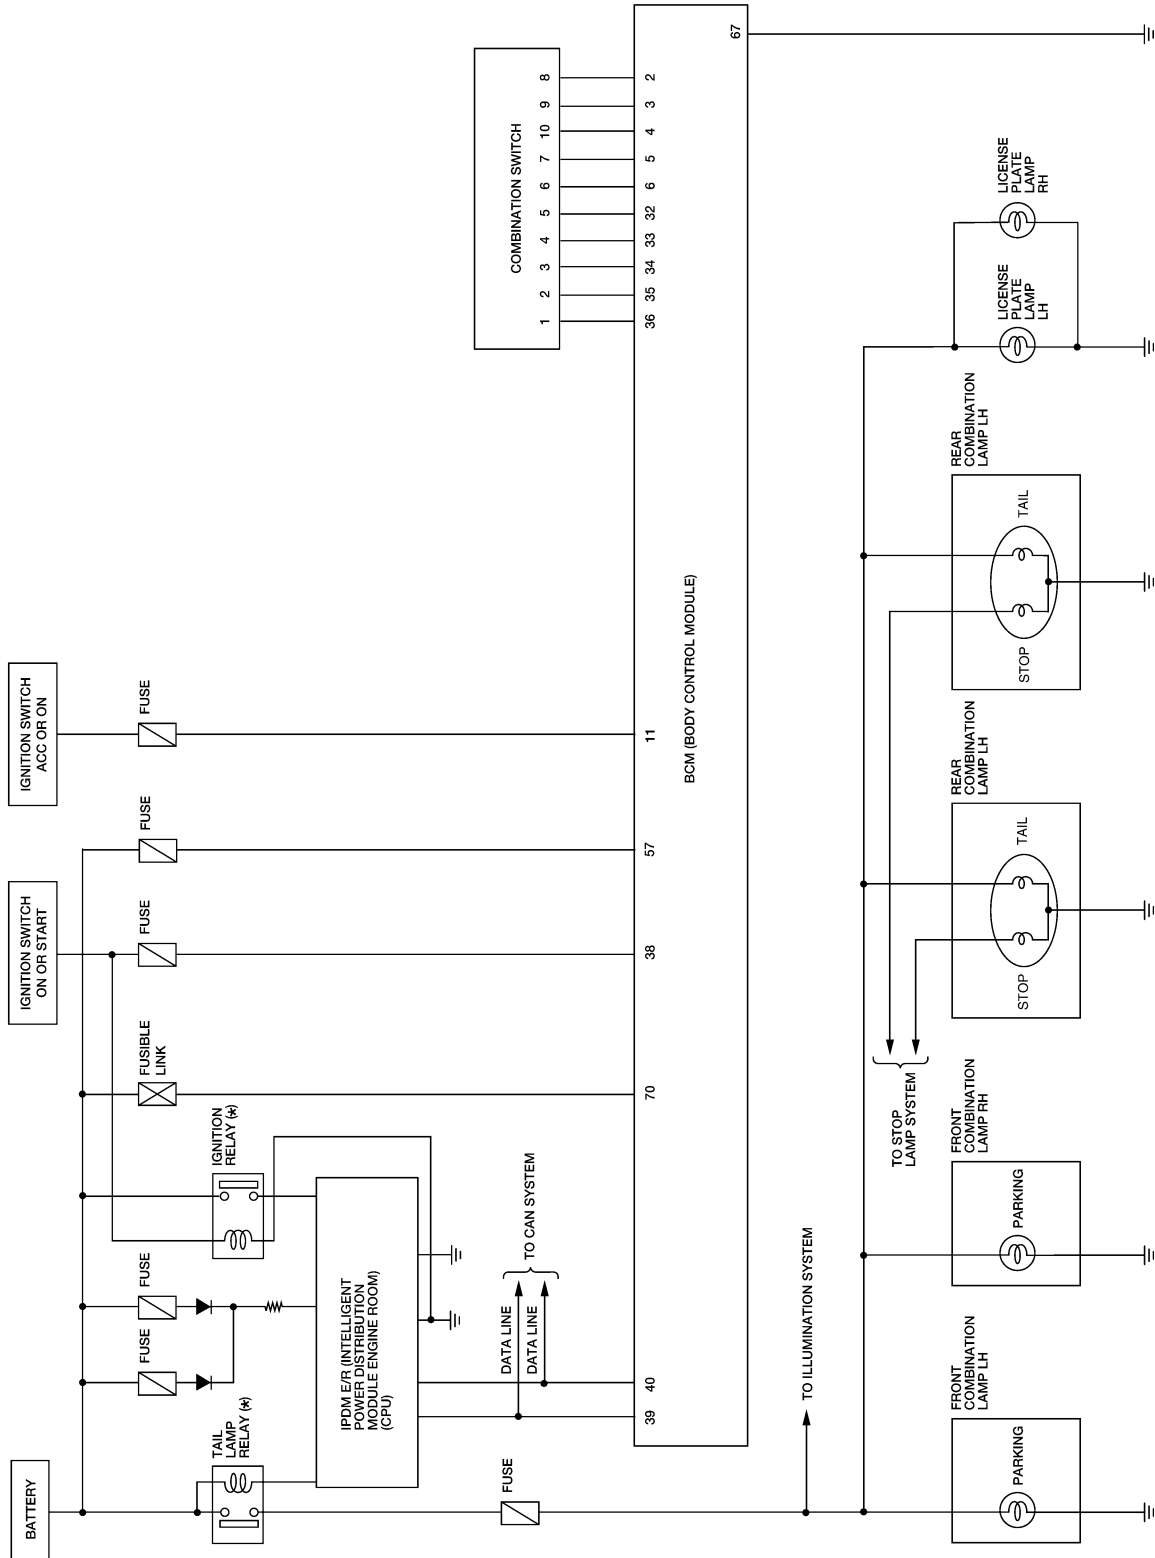 BATTERY
IGNITION SWITCH
ON OR START
IGNITION SWITCH
ACC OR ON
FUSE
FUSE
FUSIBLE
LINK
FUSE
FUSE
FUSE
TAIL
LAMP
RELAY (*)
IGNITION
RELAY (*)
IPDM E/R (INTELLIGENT
POWER DISTRIBUTION
MODULE ENGINE ROOM)
(CPU)
COMBINATION SWITCH
1
2
3
4
5
6
7
10
9
8
FUSE
DATA LINE
DATA LINE
TO CAN SYSTEM
39
40
70
38
57
11
36
35
34
33
32
6
5
4
3
2
BCM (BODY CONTROL MODULE)
67
TO ILLUMINATION SYSTEM
TO STOP
LAMP SYSTEM
FRONT
COMBINATION
LAMP LH
PARKING
FRONT
COMBINATION
LAMP RH
PARKING
REAR
COMBINATION
LAMP LH
STOP
TAIL
REAR
COMBINATION
LAMP LH
STOP
TAIL
LICENSE
PLATE
LAMP
LH
LICENSE
PLATE
LAMP
RH